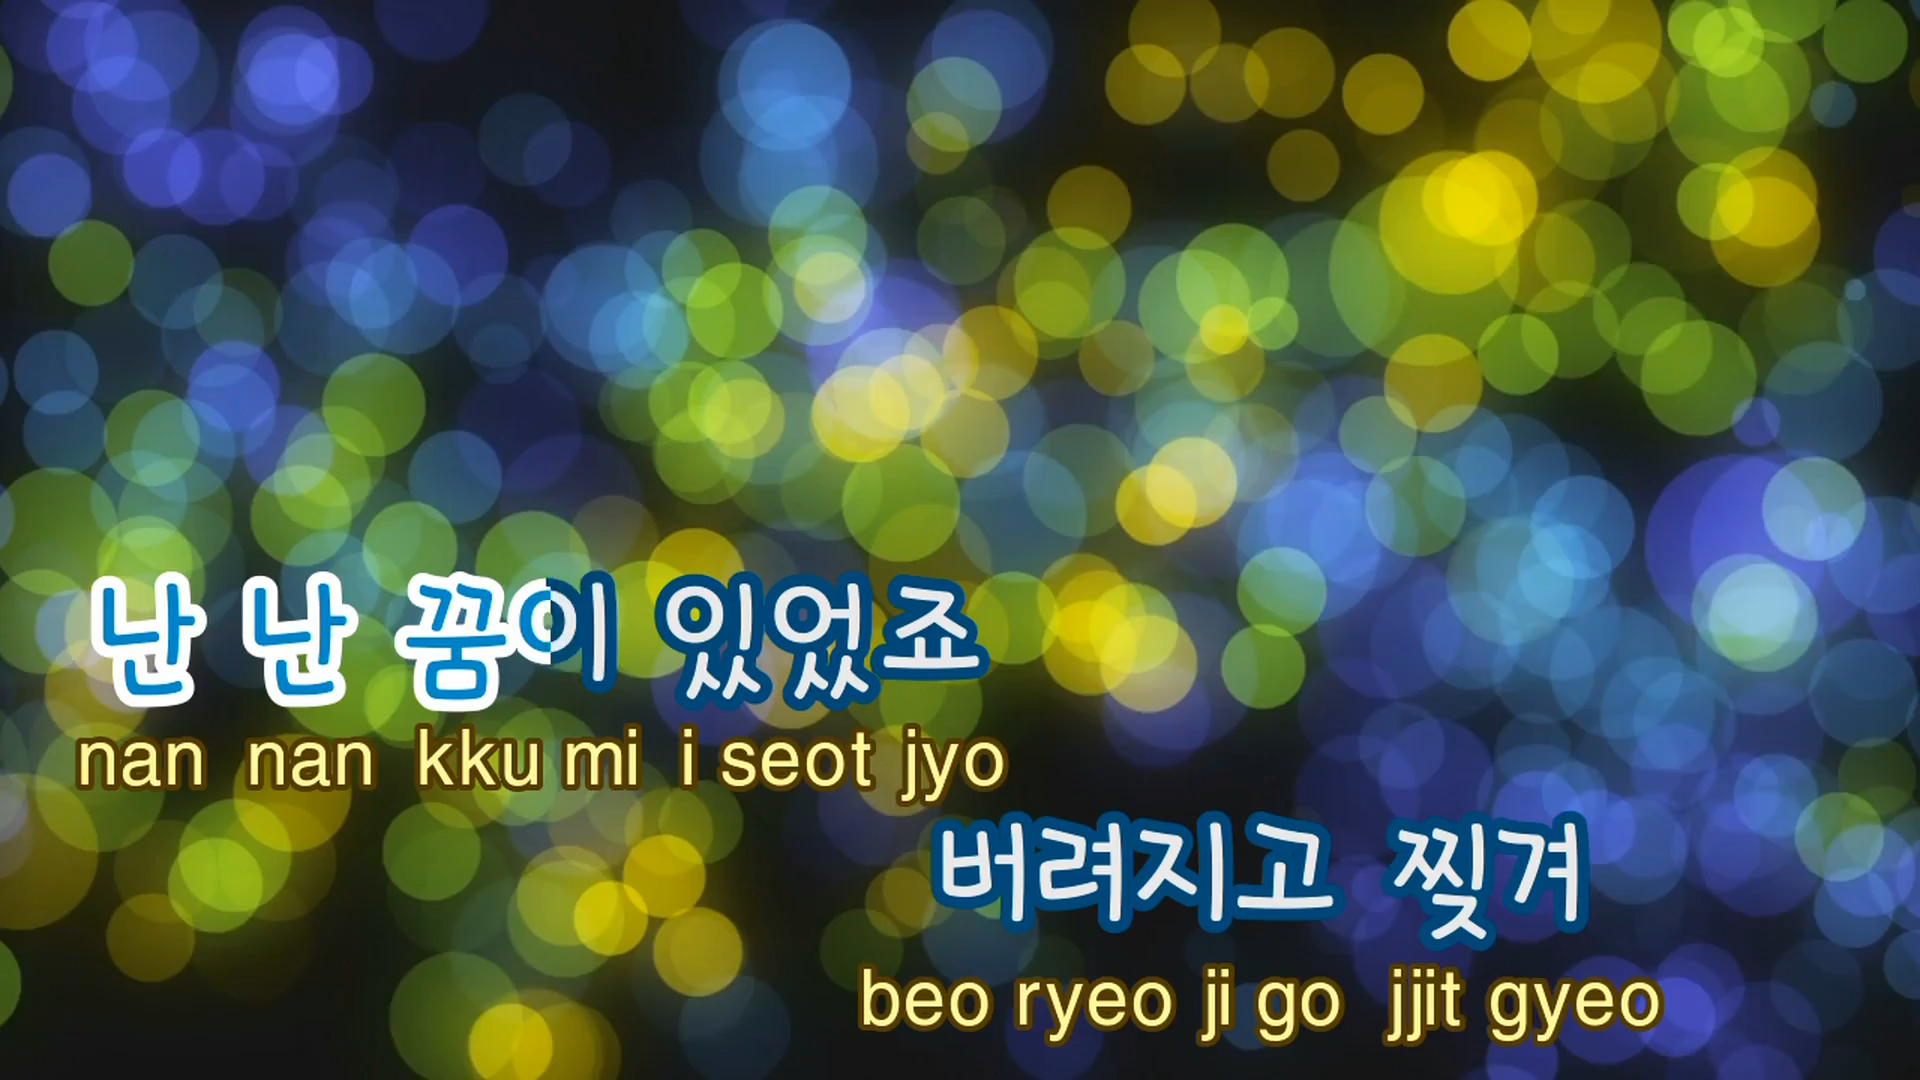 난 난 꿈이 있었죠
nan nan kku mi i seot jyo
버려지고 찢겨
beo ryeo ji go jjit gyeo